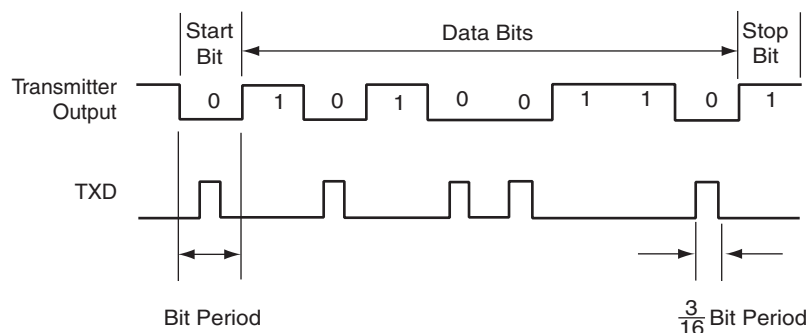 Start
Bit
Data Bits
Stop
Bit
Transmitter
Output
0 1 0 1 0 0 1 1 0 1
TXD
Bit Period
3/16 Bit Period